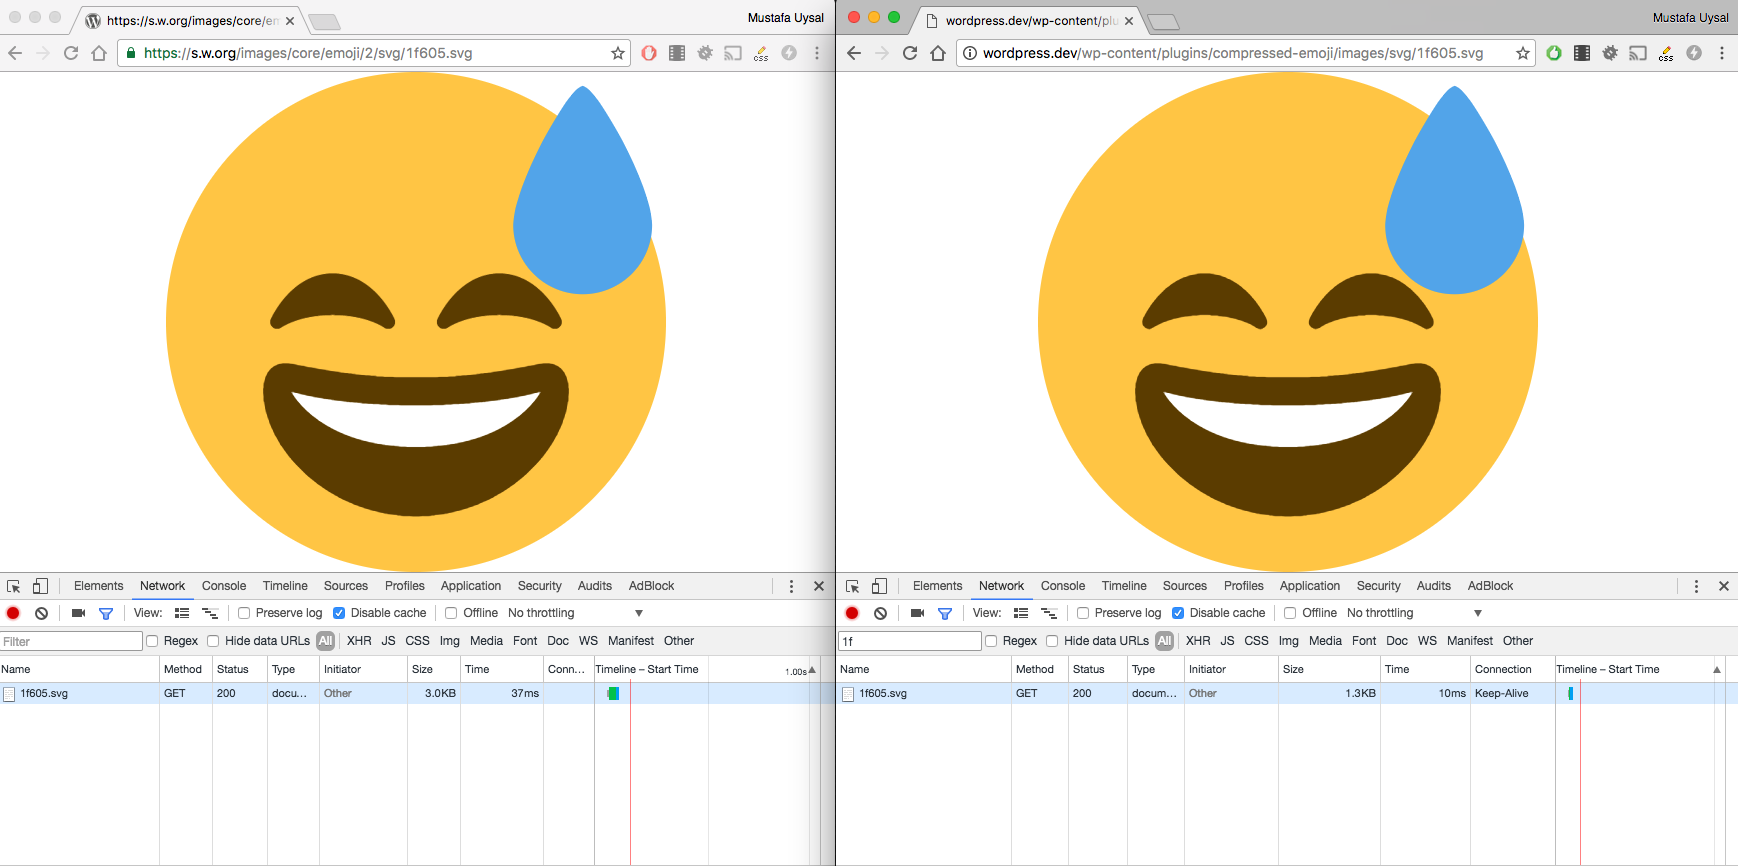 https://s.w.org/images/core/em
Mustafa Uysal
https://s.w.org/images/core/emoji/2/svg/1f605.svg
css
Elements Network Console Timeline Sources Profiles Application Security Audits AdBlock
View: Preserve log Disable cache Offline No throttling
Filter Regex Hide data URLs All XHR JS CSS Img Media Font Doc WS Manifest Other
Name Method Status Type Initiator Size Time Conn... Timeline – Start Time 1.00s
1f605.svg GET 200 docu... Other 3.0KB 37ms
wordpress.dev/wp-content/plu
Mustafa Uysal
wordpress.dev/wp-content/plugins/compressed-emoji/images/svg/1f605.svg
css
Elements Network Console Timeline Sources Profiles Application Security Audits AdBlock
View: Preserve log Disable cache Offline No throttling
1f Regex Hide data URLs All XHR JS CSS Img Media Font Doc WS Manifest Other
Name Method Status Type Initiator Size Time Connection Timeline – Start Time
1f605.svg GET 200 docum... Other 1.3KB 10ms Keep-Alive